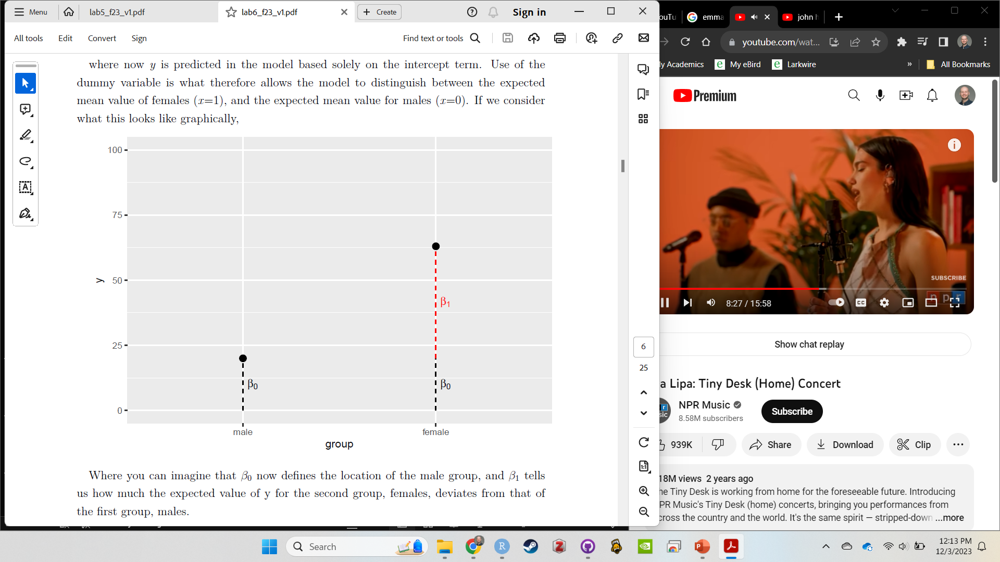 Menu
lab5_f23_v1.pdf
lab6_f23_v1.pdf
Create
Sign in
All tools
Edit
Convert
Sign
Find text or tools
where now y is predicted in the model based solely on the intercept term. Use of the
dummy variable is what therefore allows the model to distinguish between the expected
mean value of females (x=1), and the expected mean value for males (x=0). If we consider
what this looks like graphically,
100
75
50
25
0
y
β1
β0
β0
male
female
group
Where you can imagine that β0 now defines the location of the male group, and β1 tells
us how much the expected value of y for the second group, females, deviates from that of
the first group, males.
6
25
ouTu
emma
john h
youtube.com/wat...
y Academics
My eBird
Larkwire
»
All Bookmarks
Premium
SUBSCRIBE
npr
8:27 / 15:58
CC
Show chat replay
a Lipa: Tiny Desk (Home) Concert
NPR Music
8.58M subscribers
Subscribe
r
sic
939K
Share
Download
Clip
18M views 2 years ago
he Tiny Desk is working from home for the foreseeable future. Introducing
PR Music's Tiny Desk (home) concerts, bringing you performances from
cross the country and the world. It's the same spirit — stripped-down ...more
Search
12:13 PM
12/3/2023